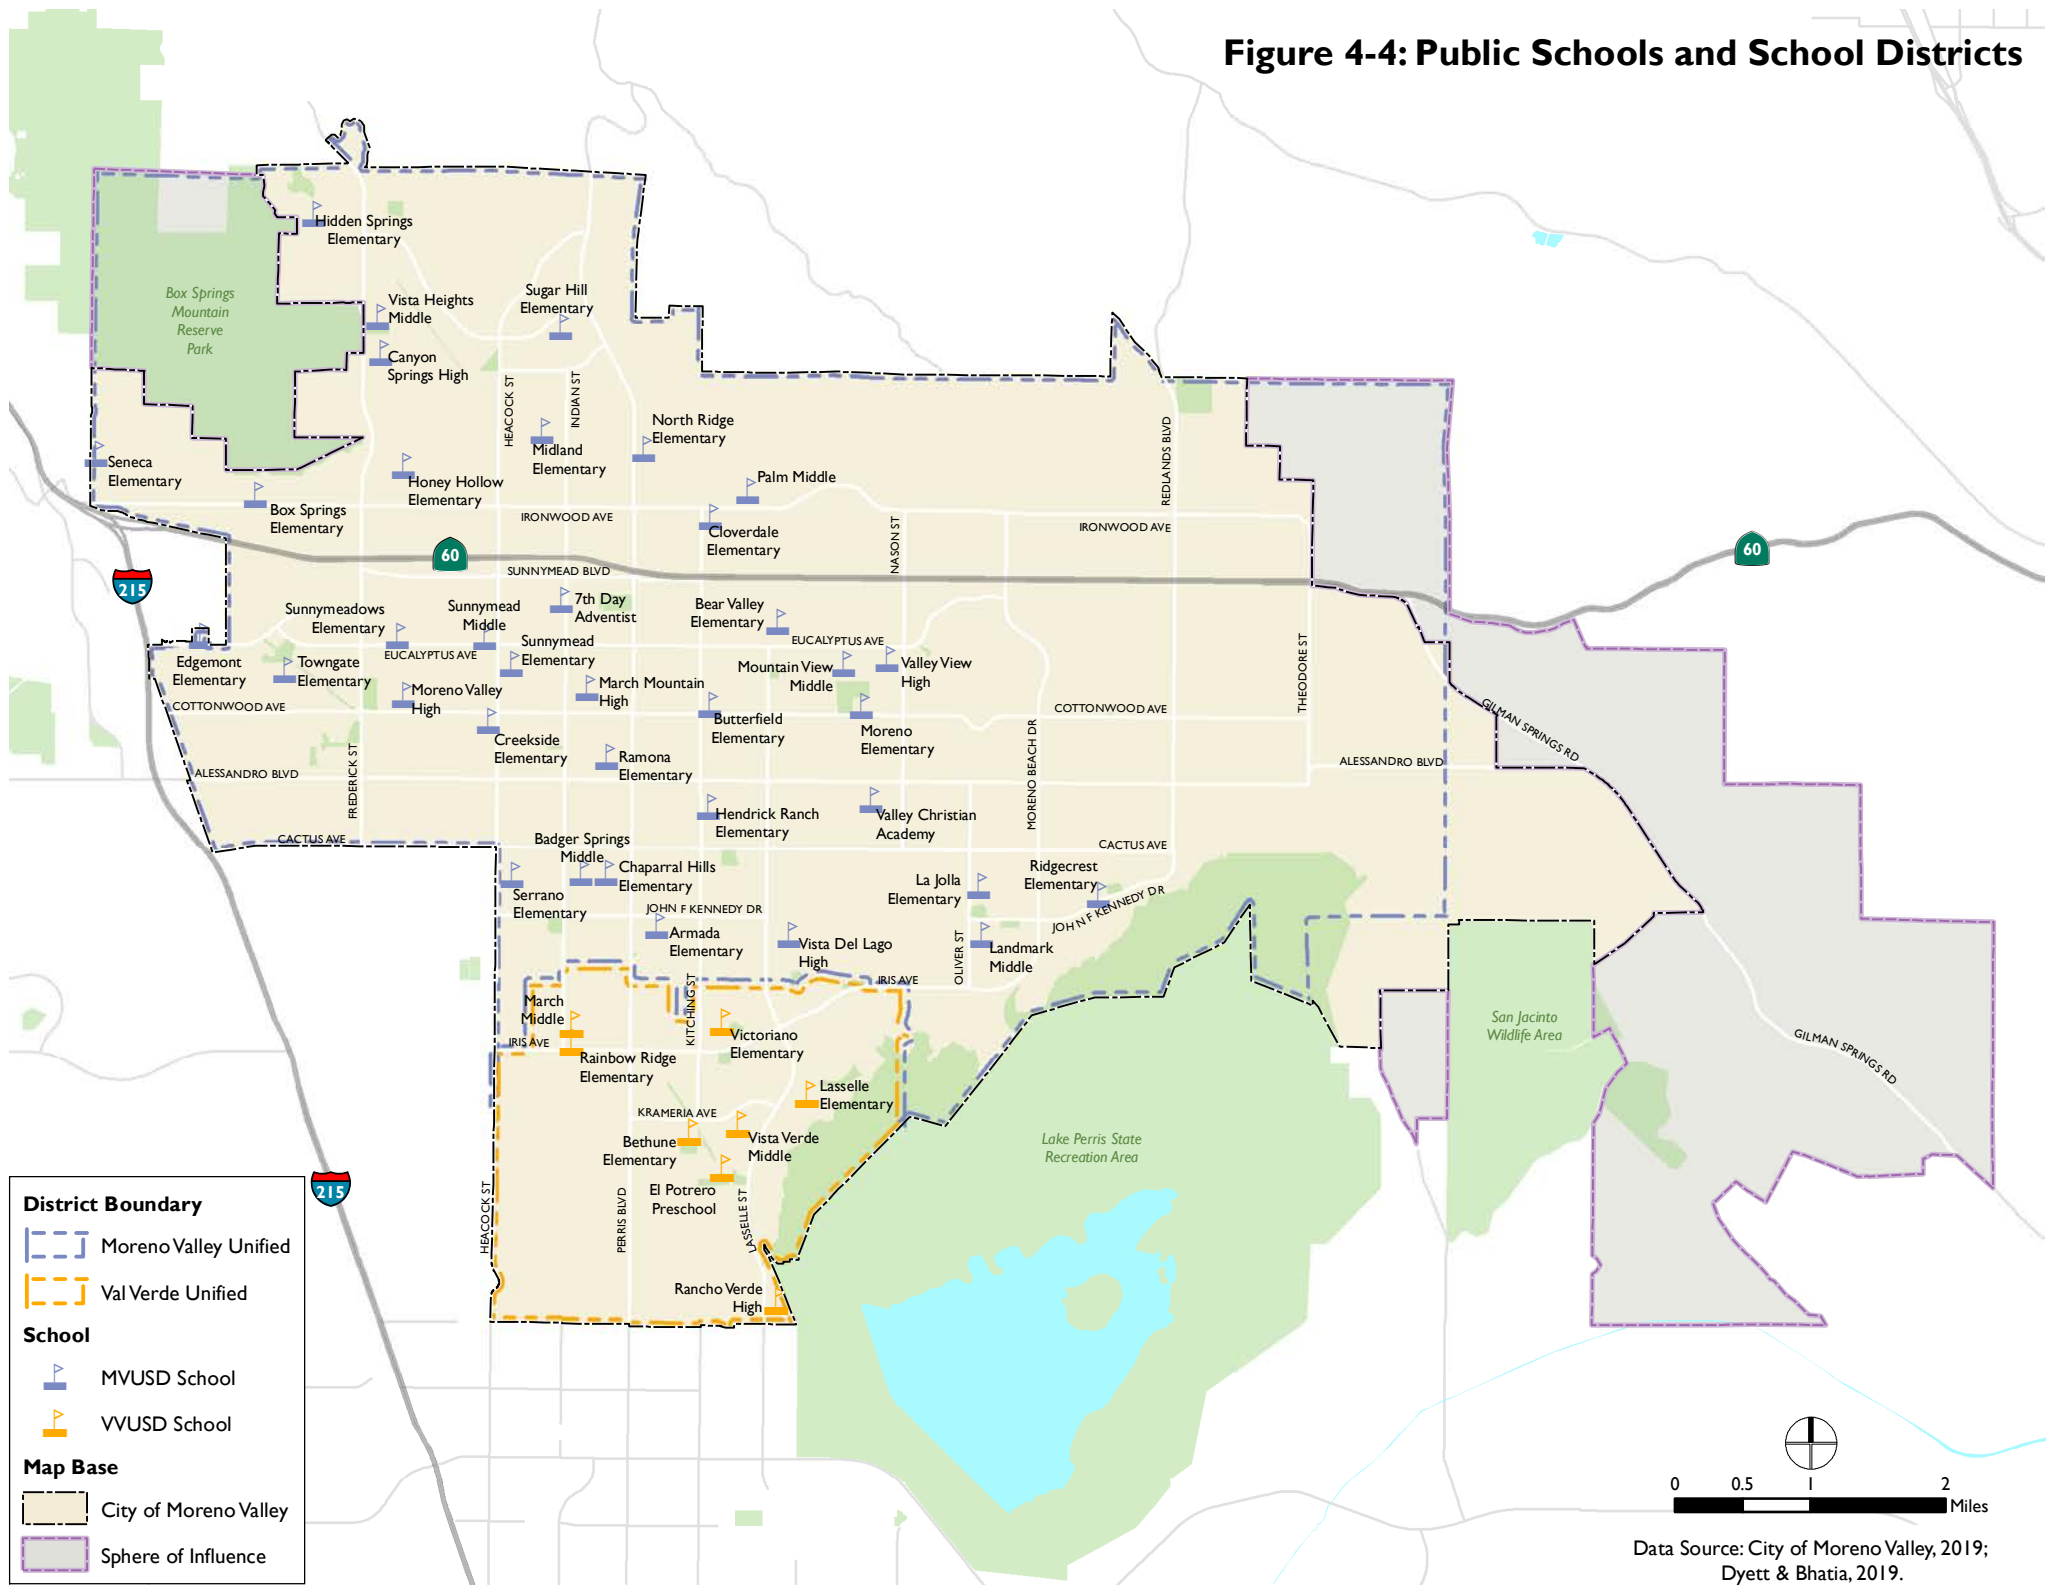 Figure 4-4: Public Schools and School Districts
Hidden Springs
Elementary
Box Springs
Mountain
Reserve
Park
Vista Heights
Middle
Sugar Hill
Elementary
Canyon
Springs High
HEACOCK ST
INDIAN ST
North Ridge
Elementary
REDLANDS BLVD
Midland
Elementary
Seneca
Elementary
Honey Hollow
Elementary
Palm Middle
Box Springs
Elementary
IRONWOOD AVE
Cloverdale
Elementary
NASON ST
IRONWOOD AVE
60
60
215
SUNNYMEAD BLVD
7th Day
Adventist
Sunnymeadows
Elementary
Sunnymead
Middle
Bear Valley
Elementary
EUCALYPTUS AVE
Sunnymead
Elementary
EUCALYPTUS AVE
THEODORE ST
Edgemont
Elementary
Towngate
Elementary
Mountain View
Middle
Valley View
High
Moreno Valley
High
March Mountain
High
COTTONWOOD AVE
COTTONWOOD AVE
GILMAN SPRINGS RD
Butterfield
Elementary
Moreno
Elementary
MORENO BEACH DR
Creekside
Elementary
FREDERICK ST
Ramona
Elementary
ALESSANDRO BLVD
ALESSANDRO BLVD
Hendrick Ranch
Elementary
Valley Christian
Academy
CACTUS AVE
Badger Springs
Middle
CACTUS AVE
Chaparral Hills
Elementary
Ridgecrest
Elementary
La Jolla
Elementary
Serrano
Elementary
JOHN F KENNEDY DR
JOHN F KENNEDY DR
Armada
Elementary
Vista Del Lago
High
OLIVER ST
Landmark
Middle
IRIS AVE
KITCHING ST
March
Middle
San Jacinto
Wildlife Area
IRIS AVE
Victoriano
Elementary
GILMAN SPRINGS RD
Rainbow Ridge
Elementary
Lasselle
Elementary
KRAMERIA AVE
Bethune
Elementary
Vista Verde
Middle
Lake Perris State
Recreation Area
El Potrero
Preschool
HEACOCK ST
PERRIS BLVD
LASSELLE ST
215
Rancho Verde
High
District Boundary
Moreno Valley Unified
Val Verde Unified
School
MVUSD School
VVUSD School
Map Base
City of Moreno Valley
Sphere of Influence
0 0.5 1 2
Miles
Data Source: City of Moreno Valley, 2019;
Dyett & Bhatia, 2019.